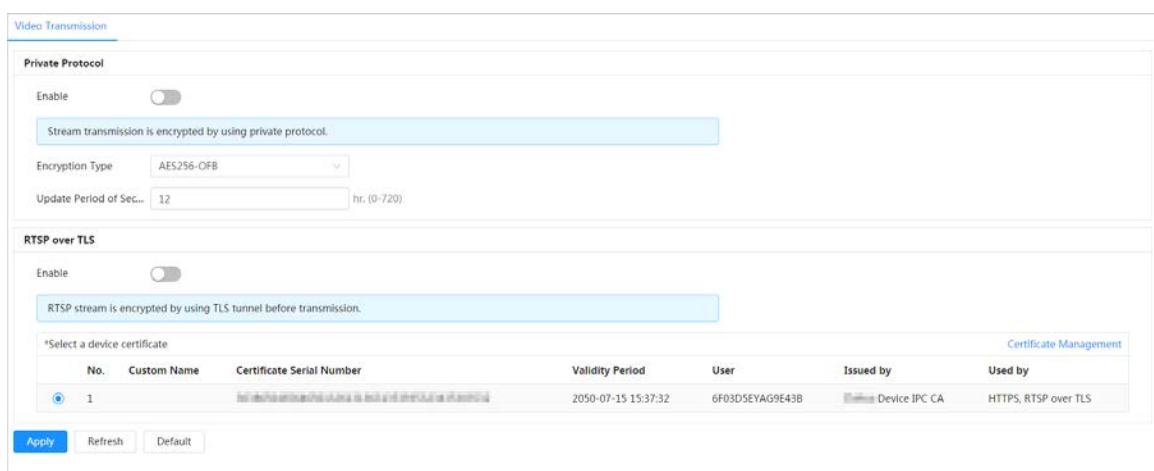 Video Transmission
Private Protocol
Enable
Stream transmission is encrypted by using private protocol.
Encryption Type AES256-OFB
Update Period of Sec... 12 hr. (0-720)
RTSP over TLS
Enable
RTSP stream is encrypted by using TLS tunnel before transmission.
*Select a device certificate Certificate Management
No. Custom Name Certificate Serial Number Validity Period User Issued by Used by
1 2050-07-15 15:37:32 6F03D5EYAG9E43B Device IPC CA HTTPS, RTSP over TLS
Apply Refresh Default